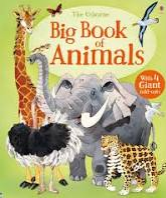 The Usborne
Big Book of
Animals
With 4
Giant
fold-outs